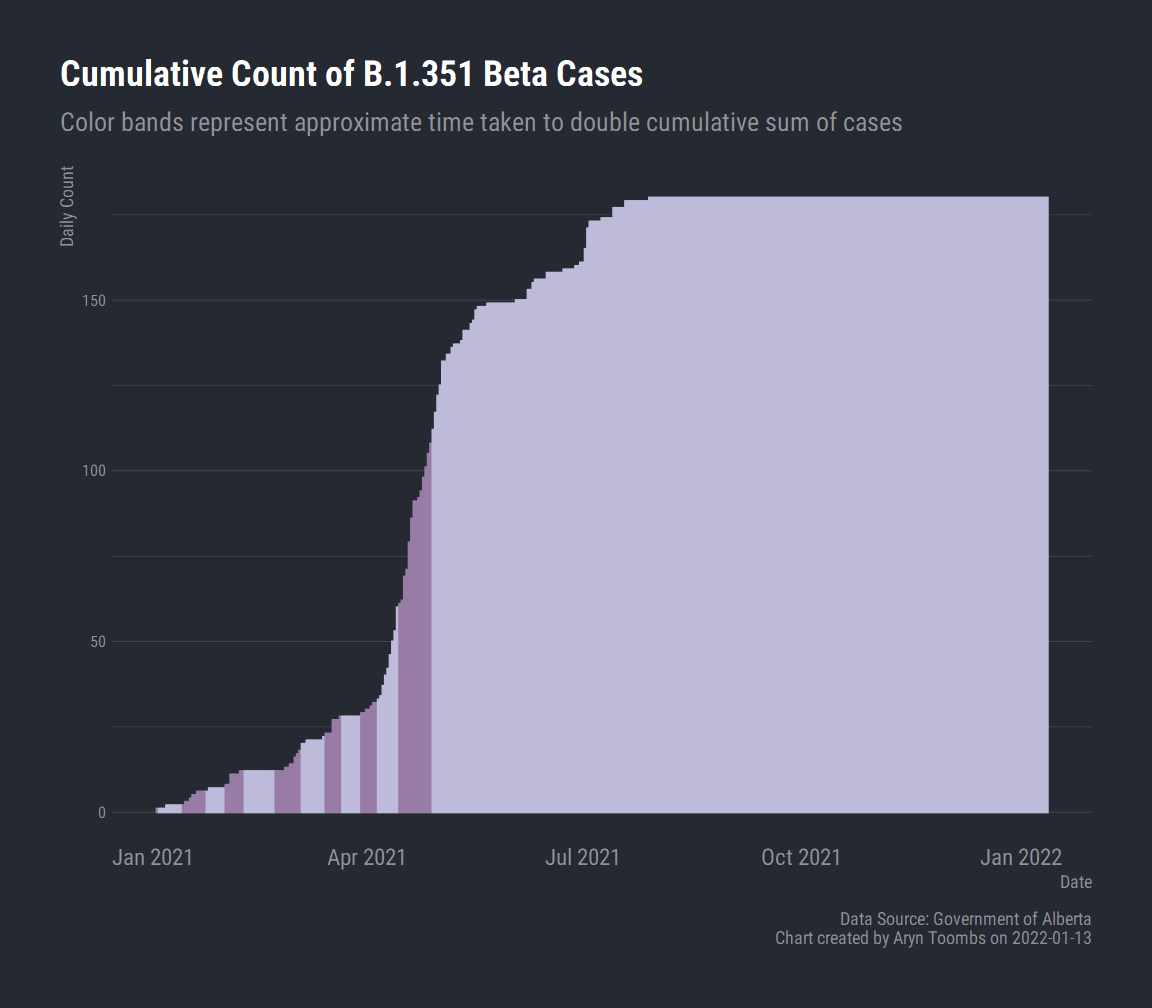 Cumulative Count of B.1.351 Beta Cases
Color bands represent approximate time taken to double cumulative sum of cases
Daily Count
150
100
50
0
Jan 2021 Apr 2021 Jul 2021 Oct 2021 Jan 2022
Date
Data Source: Government of Alberta
Chart created by Aryn Toombs on 2022-01-13